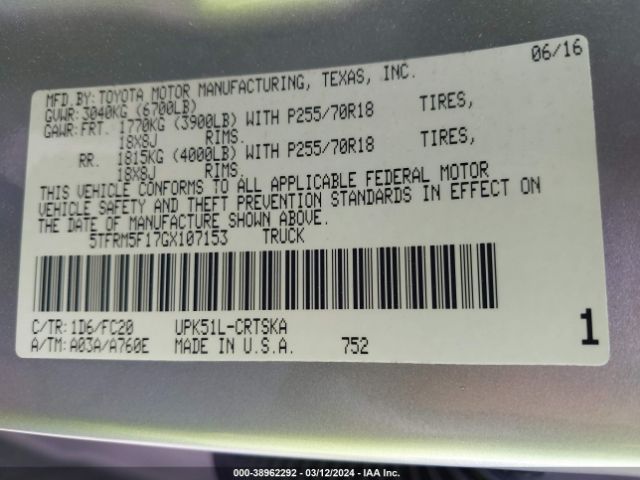 06/16
MFD.BY: TOYOTA MOTOR MANUFACTURING, TEXAS, INC.
GVWR: 3040KG (6700LB)
GAWR: FRT. 1770KG (3900LB) WITH P255/70R18 TIRES,
18X8J RIMS.
RR. 1815KG (4000LB) WITH P255/70R18 TIRES,
18X8J RIMS.
THIS VEHICLE CONFORMS TO ALL APPLICABLE FEDERAL MOTOR
VEHICLE SAFETY AND THEFT PREVENTION STANDARDS IN EFFECT ON
THE DATE OF MANUFACTURE SHOWN ABOVE.
5TFRM5F17GX107153 TRUCK
C/TR: 1D6/FC20 UPK51L-CRTSKA
A/TM: A03A/A760E MADE IN U.S.A. 752
1
000-38962292 - 03/12/2024 - IAA Inc.